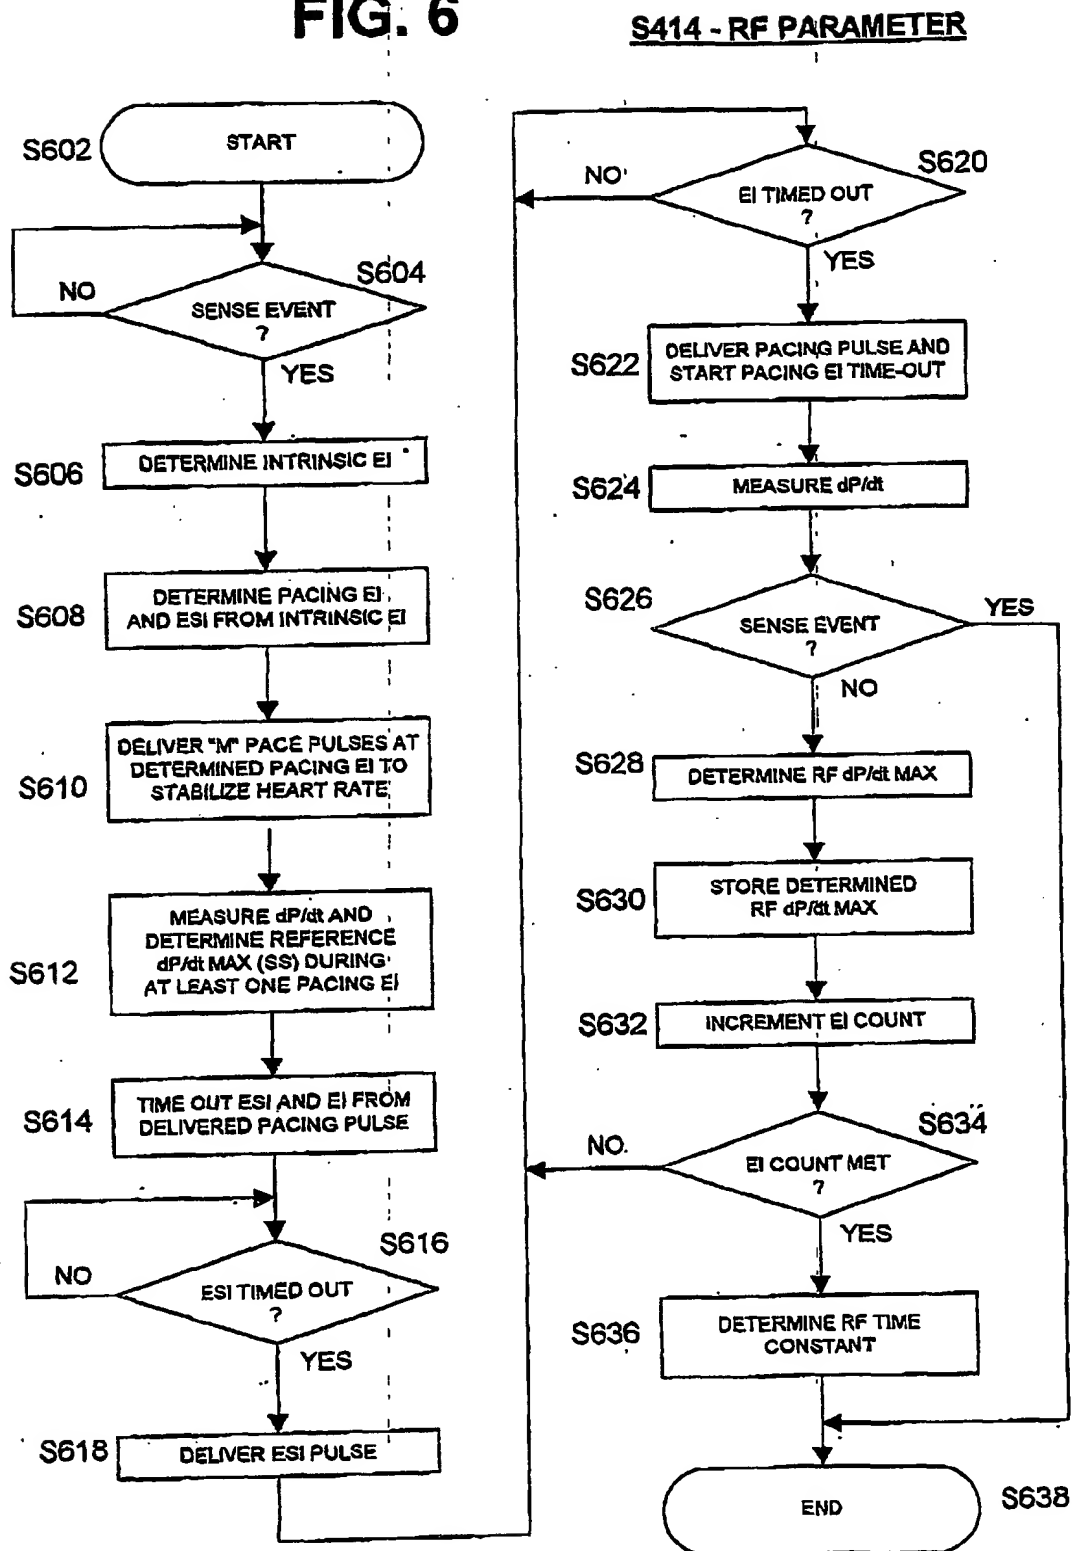 FIG. 6
S414 - RF PARAMETER
S602
START
S604
NO
SENSE EVENT
?
YES
S606
DETERMINE INTRINSIC EI
S608
DETERMINE PACING EI
AND ESI FROM INTRINSIC EI
S610
DELIVER "M" PACE PULSES AT
DETERMINED PACING EI TO
STABILIZE HEART RATE
S612
MEASURE dP/dt AND
DETERMINE REFERENCE
dP/dt MAX (SS) DURING
AT LEAST ONE PACING EI
S614
TIME OUT ESI AND EI FROM
DELIVERED PACING PULSE
S616
NO
ESI TIMED OUT
?
YES
S618
DELIVER ESI PULSE
S620
NO
EI TIMED OUT
?
YES
S622
DELIVER PACING PULSE AND
START PACING EI TIME-OUT
S624
MEASURE dP/dt
S626
YES
SENSE EVENT
?
NO
S628
DETERMINE RF dP/dt MAX
S630
STORE DETERMINED
RF dP/dt MAX
S632
INCREMENT EI COUNT
S634
NO
EI COUNT MET
?
YES
S636
DETERMINE RF TIME
CONSTANT
END
S638